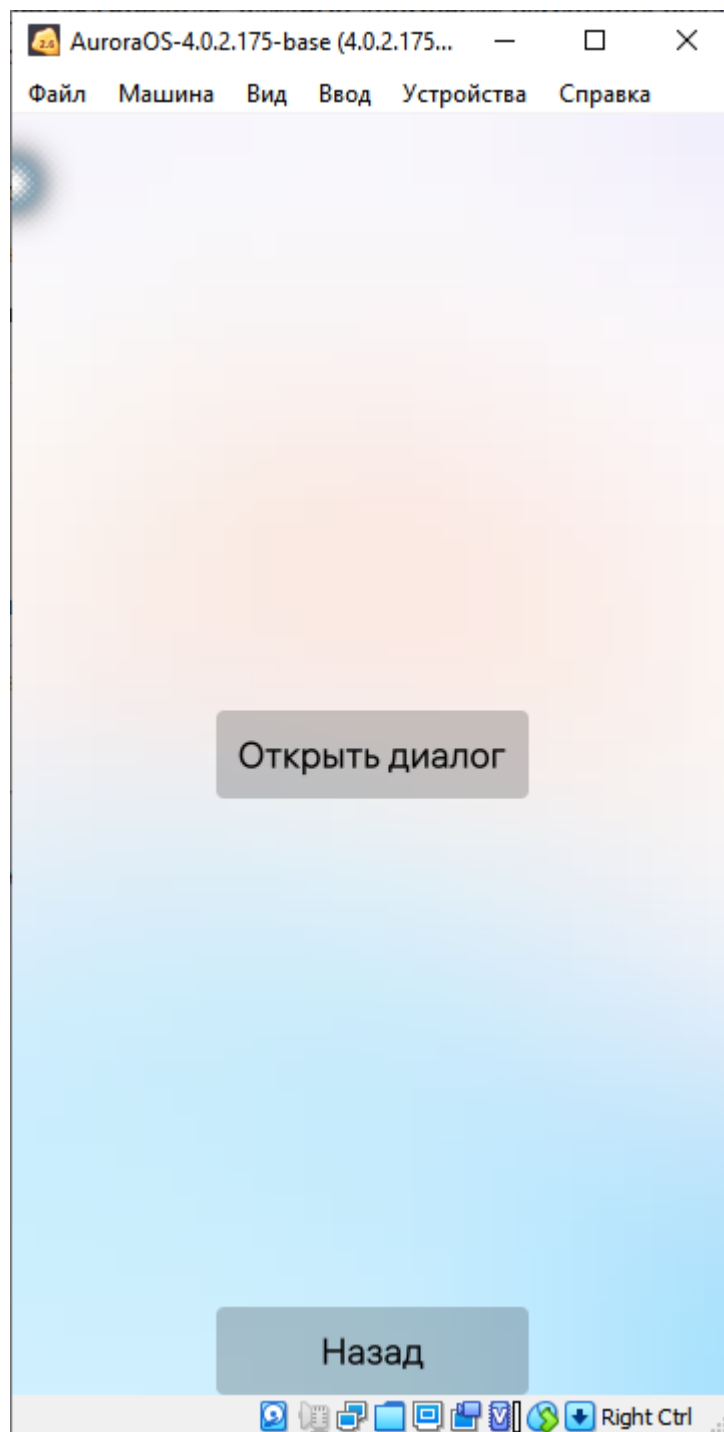 AuroraOS-4.0.2.175-base (4.0.2.175...
Файл Машина Вид Ввод Устройства Справка
Открыть диалог
Назад
Right Ctrl